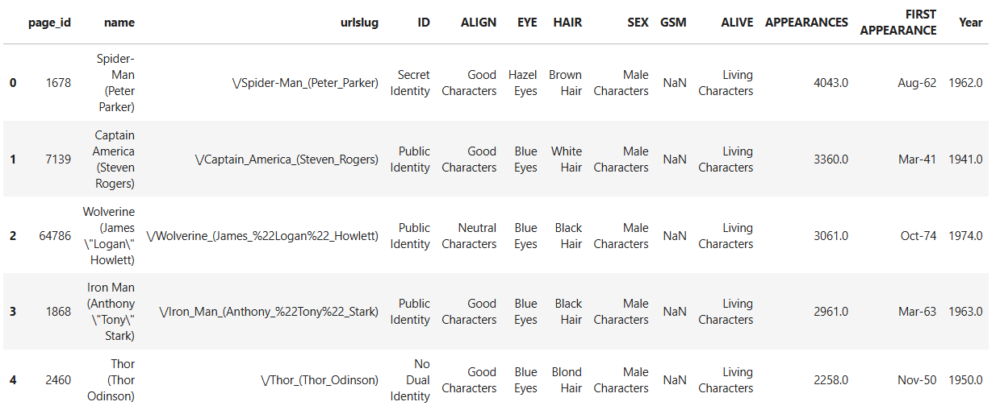 page_id name urlslug ID ALIGN EYE HAIR SEX GSM ALIVE APPEARANCES FIRST APPEARANCE Year
0 1678 Spider-Man (Peter Parker) \/Spider-Man_(Peter_Parker) Secret Identity Good Characters Hazel Eyes Brown Hair Male Characters NaN Living Characters 4043.0 Aug-62 1962.0
1 7139 Captain America (Steven Rogers) \/Captain_America_(Steven_Rogers) Public Identity Good Characters Blue Eyes White Hair Male Characters NaN Living Characters 3360.0 Mar-41 1941.0
2 64786 Wolverine (James \"Logan\" Howlett) \/Wolverine_(James_%22Logan%22_Howlett) Public Identity Neutral Characters Blue Eyes Black Hair Male Characters NaN Living Characters 3061.0 Oct-74 1974.0
3 1868 Iron Man (Anthony \"Tony\" Stark) \/Iron_Man_(Anthony_%22Tony%22_Stark) Public Identity Good Characters Blue Eyes Black Hair Male Characters NaN Living Characters 2961.0 Mar-63 1963.0
4 2460 Thor (Thor Odinson) \/Thor_(Thor_Odinson) No Dual Identity Good Characters Blue Eyes Blond Hair Male Characters NaN Living Characters 2258.0 Nov-50 1950.0